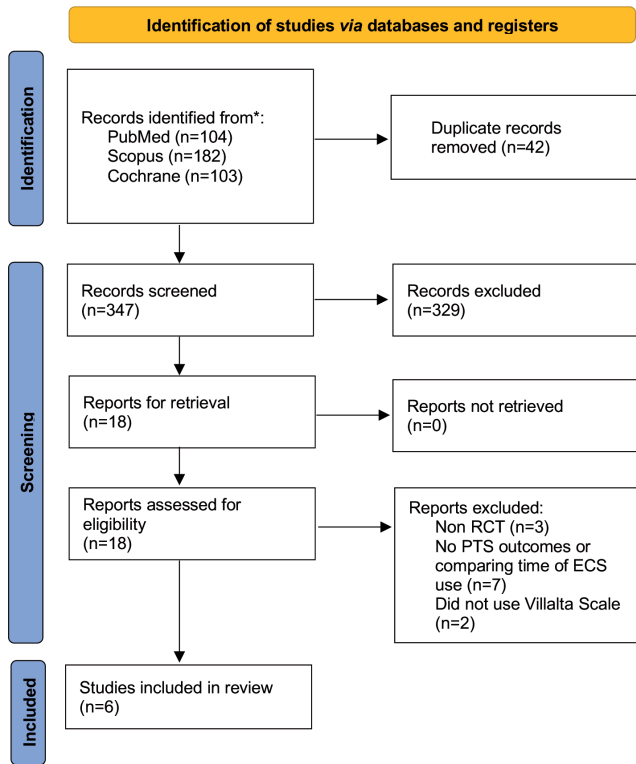 Identification of studies via databases and registers
Identification
Records identified from*:
PubMed (n=104)
Scopus (n=182)
Cochrane (n=103)
Duplicate records
removed (n=42)
Screening
Records screened
(n=347)
Records excluded
(n=329)
Reports for retrieval
(n=18)
Reports not retrieved
(n=0)
Reports assessed for
eligibility
(n=18)
Reports excluded:
Non RCT (n=3)
No PTS outcomes or
comparing time of ECS
use (n=7)
Did not use Villalta Scale
(n=2)
Included
Studies included in review
(n=6)